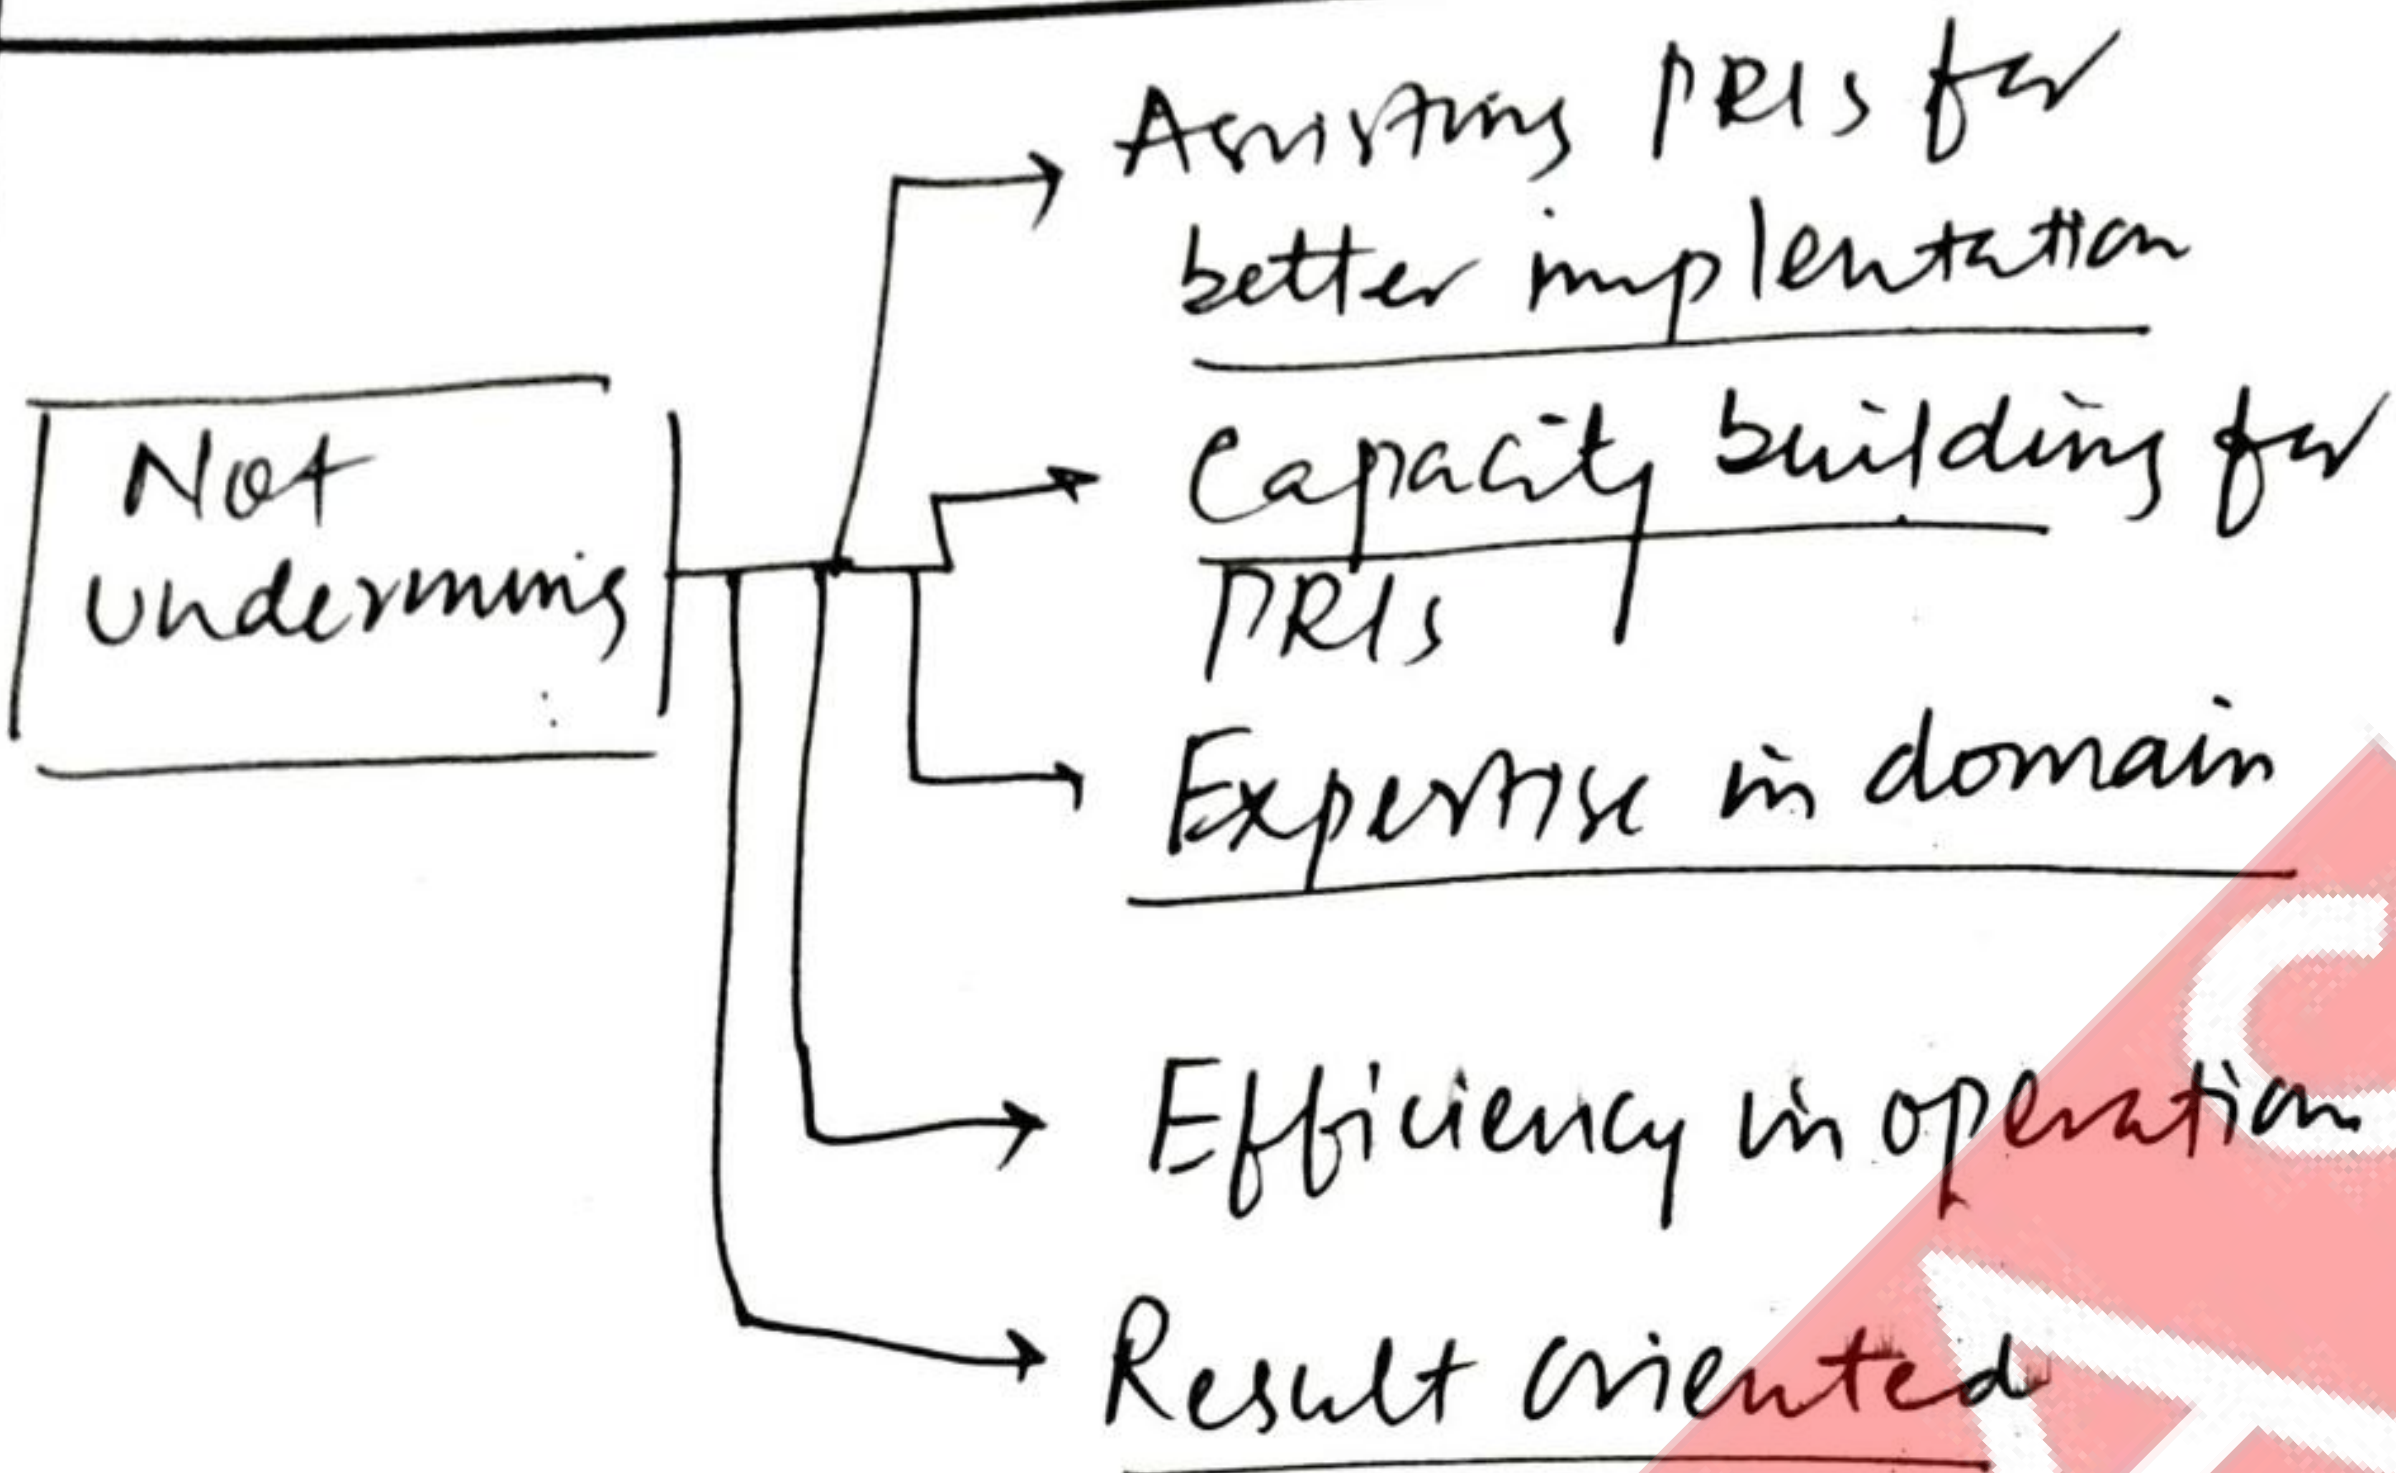 Assisting PRIs for
better implentation
Not
undermining
Capacity building for
PRIs
Expertise in domain
Efficiency in operation
Result oriented